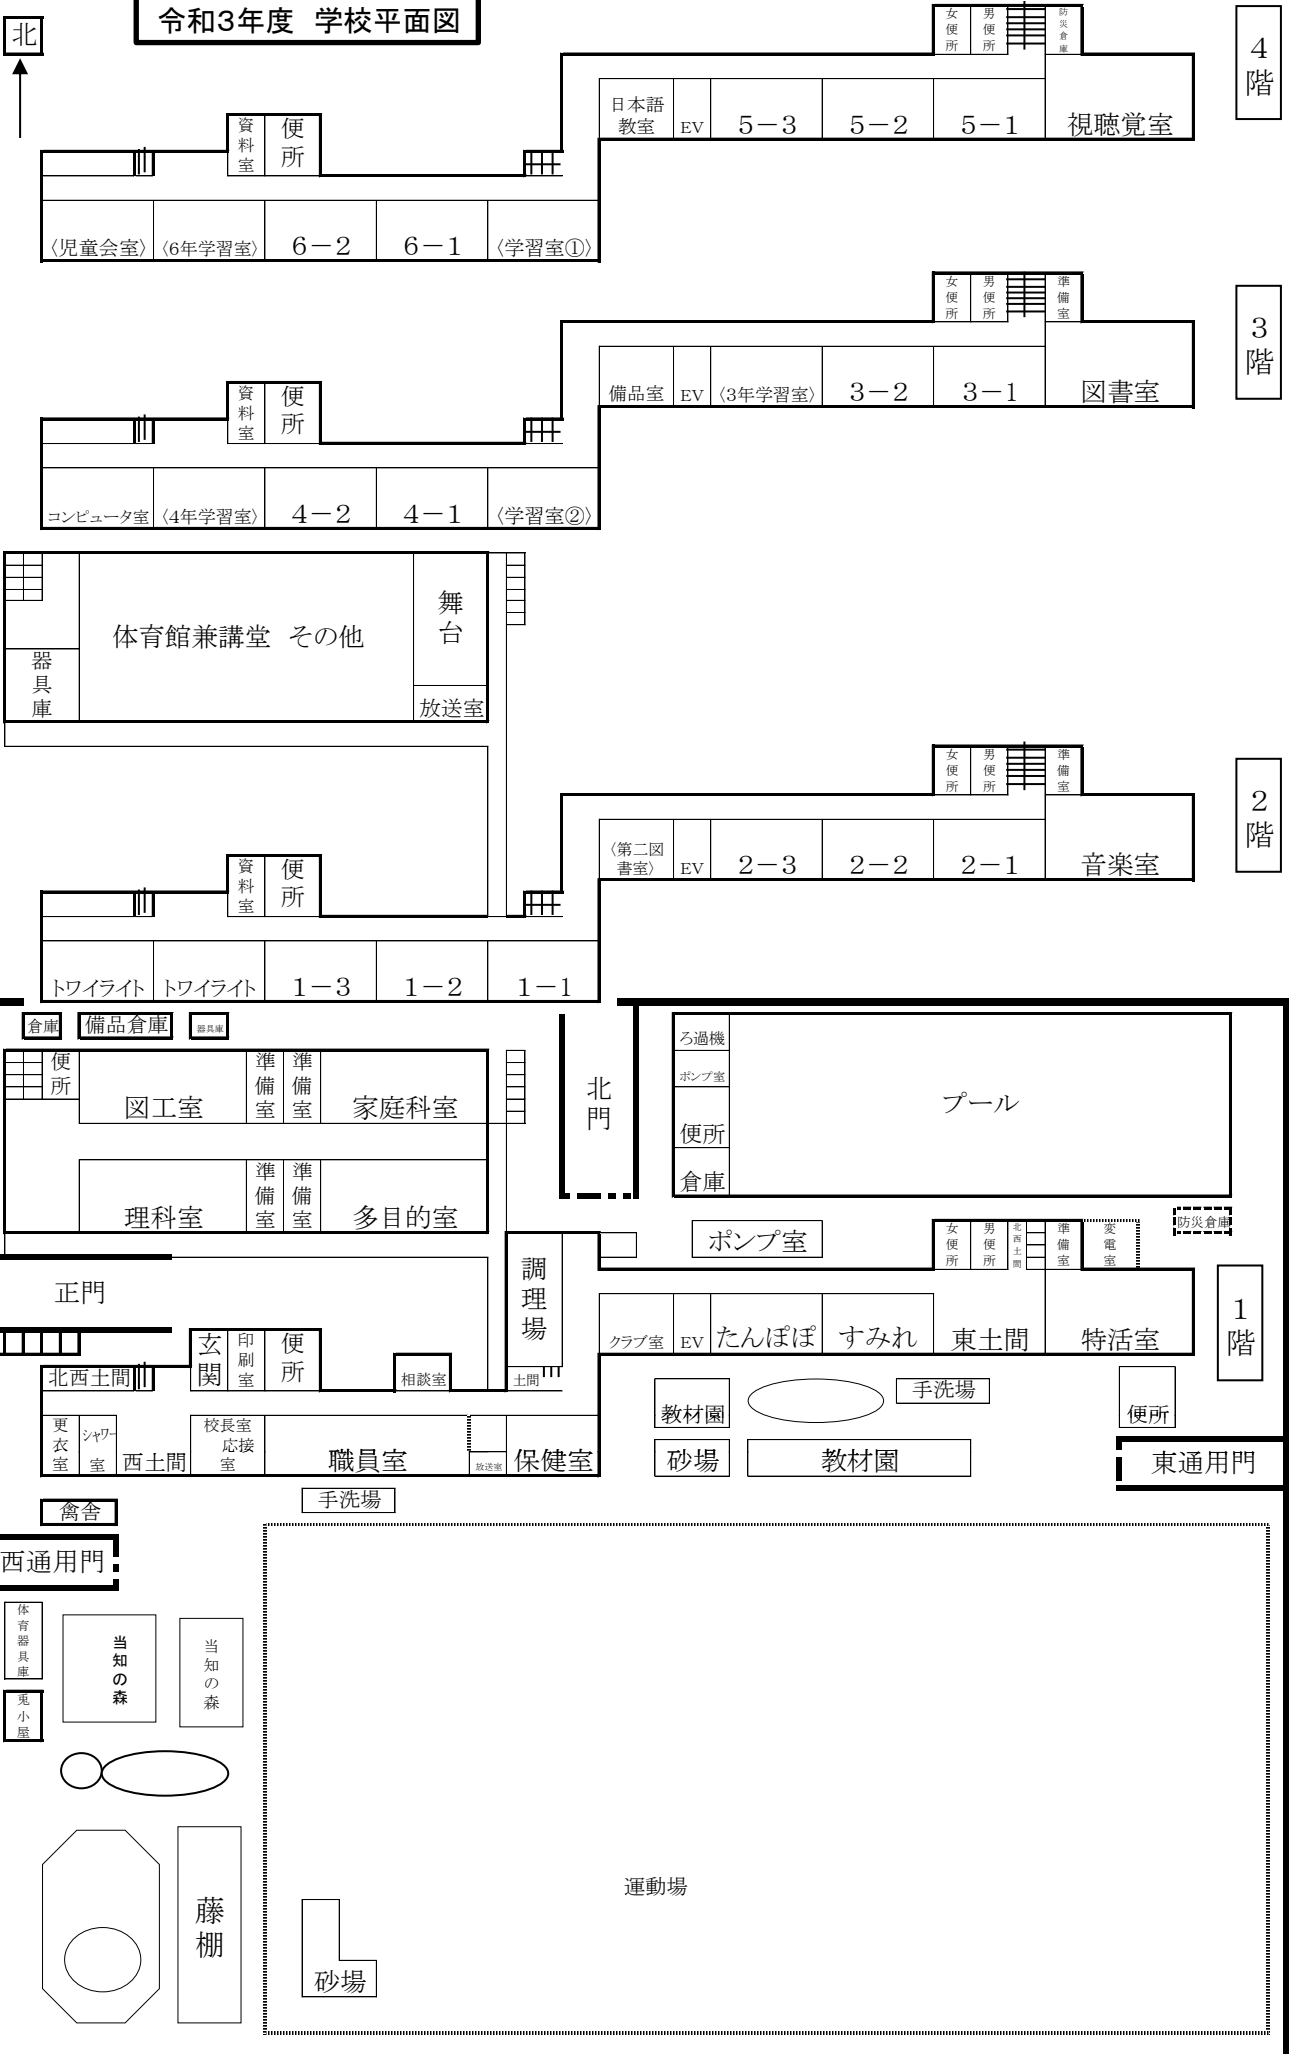 令和3年度 学校平面図
北
4階
女便所
男便所
防災倉庫
日本語教室
EV
5－3
5－2
5－1
視聴覚室
資料室
便所
〈児童会室〉
〈6年学習室〉
6－2
6－1
〈学習室①〉
3階
女便所
男便所
準備室
備品室
EV
〈3年学習室〉
3－2
3－1
図書室
資料室
便所
コンピュータ室
〈4年学習室〉
4－2
4－1
〈学習室②〉
体育館兼講堂 その他
舞台
器具庫
放送室
2階
女便所
男便所
準備室
〈第二図書室〉
EV
2－3
2－2
2－1
音楽室
資料室
便所
トワイライト
トワイライト
1－3
1－2
1－1
倉庫
備品倉庫
器具庫
便所
図工室
準備室
準備室
家庭科室
理科室
準備室
準備室
多目的室
北門
ろ過機
ポンプ室
便所
倉庫
プール
防災倉庫
ポンプ室
女便所
男便所
北西土間
準備室
変電室
1階
正門
調理場
クラブ室
EV
たんぽぽ
すみれ
東土間
特活室
玄関
印刷室
便所
北西土間
相談室
土間
更衣室
シャワー室
西土間
校長室
応接室
職員室
放送室
保健室
教材園
手洗場
便所
砂場
教材園
東通用門
手洗場
禽舎
西通用門
体育器具庫
当知の森
当知の森
兎小屋
藤棚
運動場
砂場